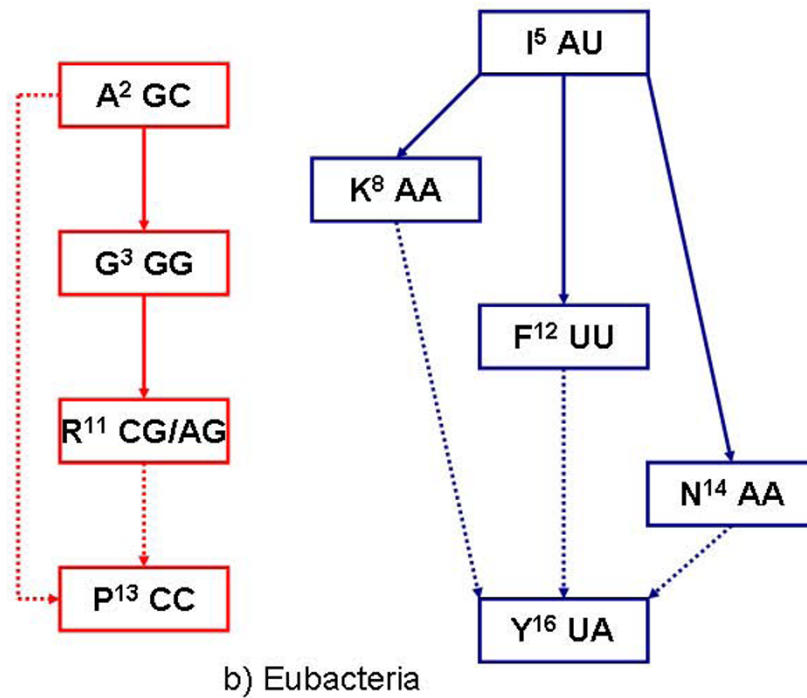 A² GC
G³ GG
R¹¹ CG/AG
P¹³ CC
I⁵ AU
K⁸ AA
F¹² UU
N¹⁴ AA
Y¹⁶ UA
b) Eubacteria